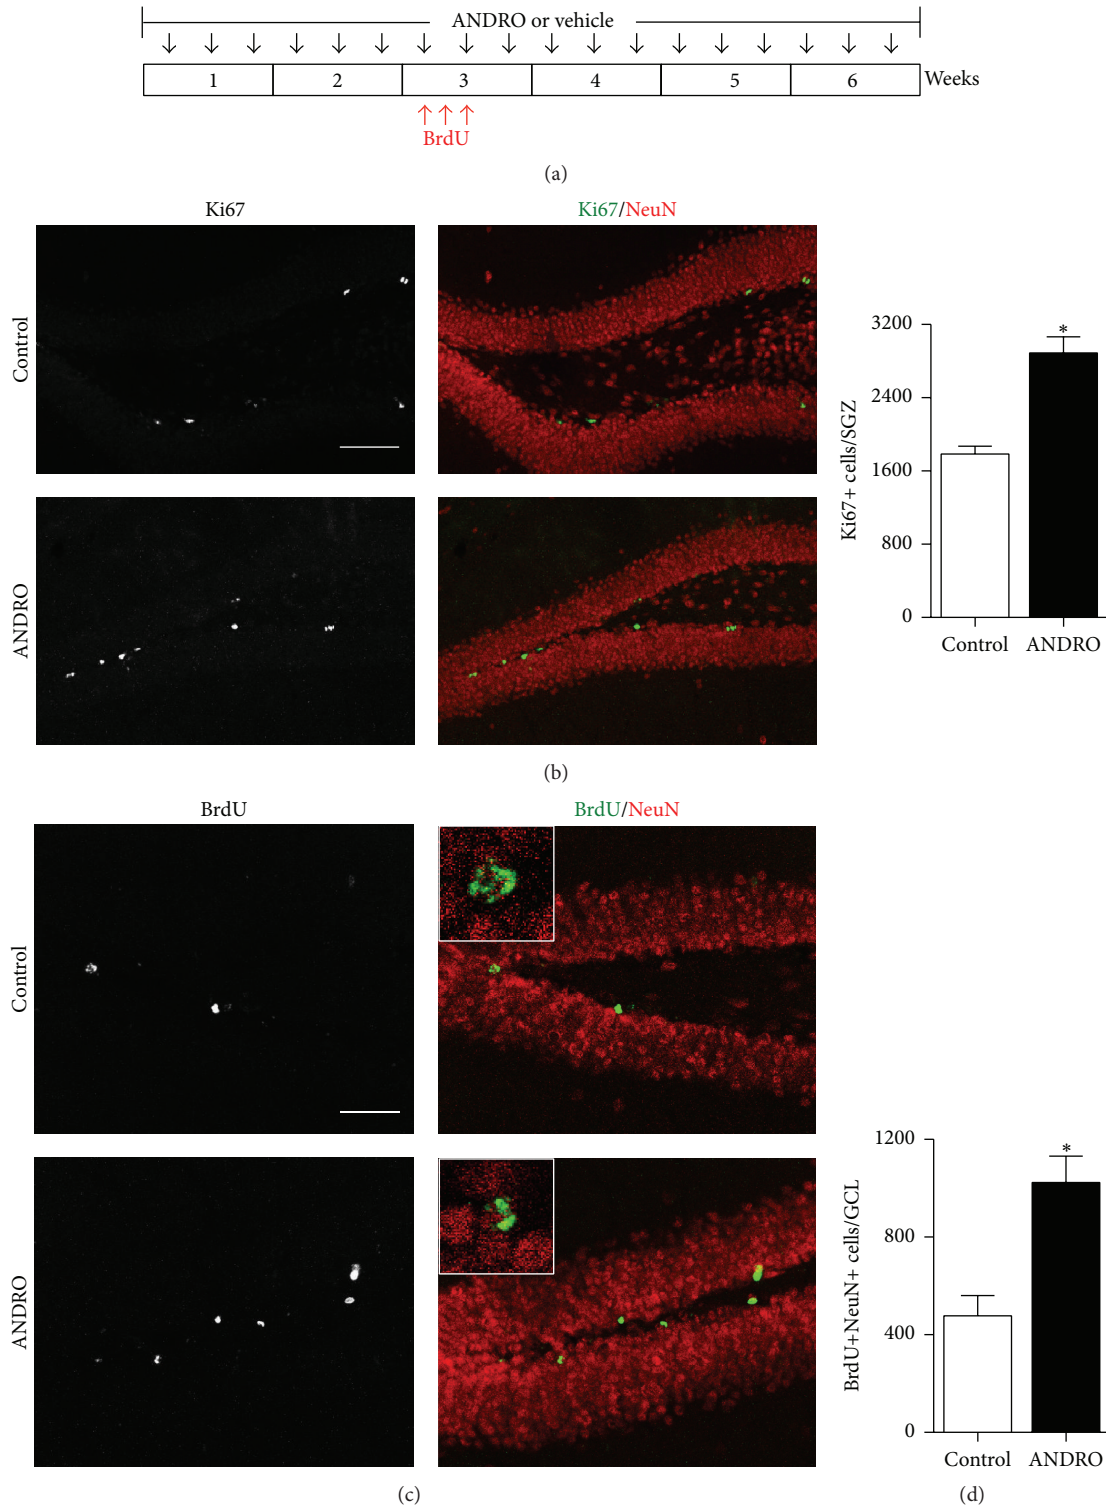 ANDRO or vehicle
1 2 3 4 5 6 Weeks
BrdU
(a)
Ki67
Ki67/NeuN
Control
ANDRO
Ki67+ cells/SGZ
3200
2400
1600
800
0
*
Control ANDRO
(b)
BrdU
BrdU/NeuN
Control
ANDRO
(c)
BrdU+NeuN+ cells/GCL
1200
800
400
0
*
Control ANDRO
(d)